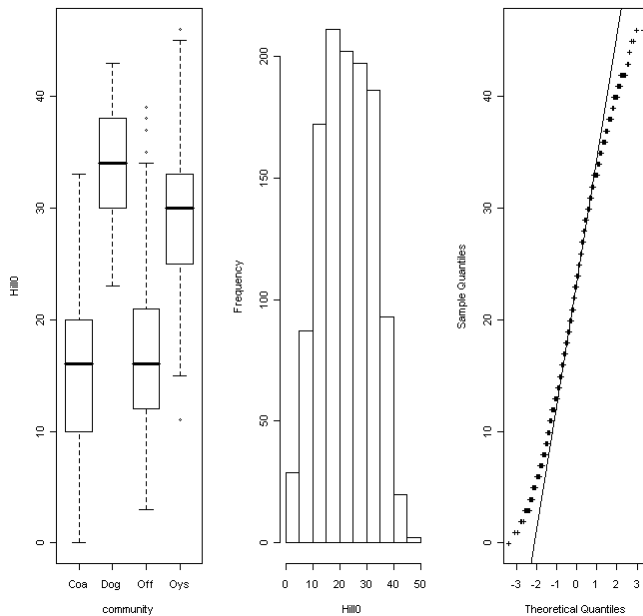 Hill0
0
10
20
30
40
Coa Dog Off Oys
community
Frequency
0
50
100
150
200
0 10 20 30 40 50
Hill0
Sample Quantiles
0
10
20
30
40
-3 -2 -1 0 1 2 3
Theoretical Quantiles